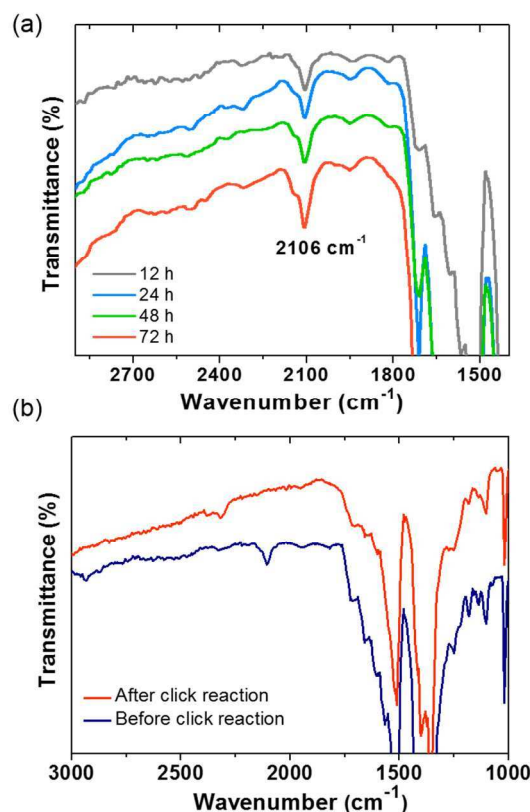 (a)
Transmittance (%)
2106 cm⁻¹
12 h
24 h
48 h
72 h
2700 2400 2100 1800 1500
Wavenumber (cm⁻¹)
(b)
Transmittance (%)
After click reaction
Before click reaction
3000 2500 2000 1500 1000
Wavenumber (cm⁻¹)